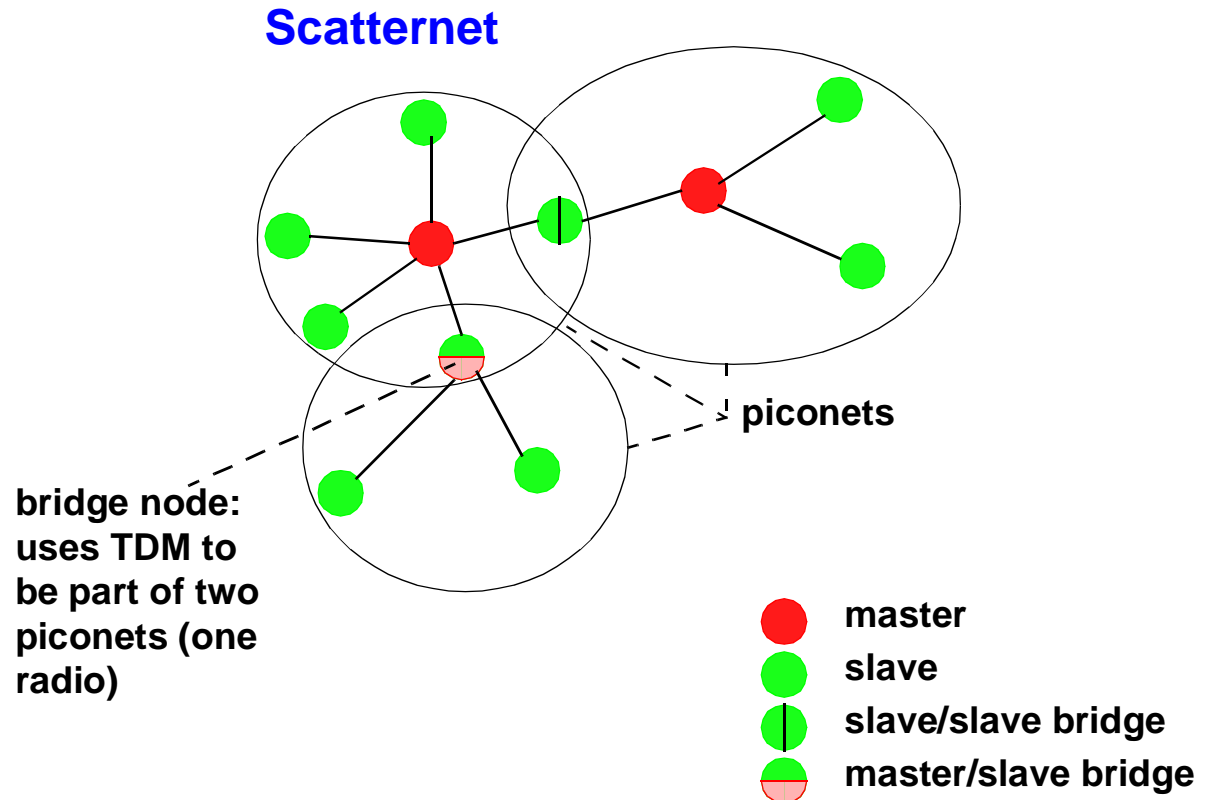 Scatternet
piconets
bridge node:
uses TDM to
be part of two
piconets (one
radio)
master
slave
slave/slave bridge
master/slave bridge